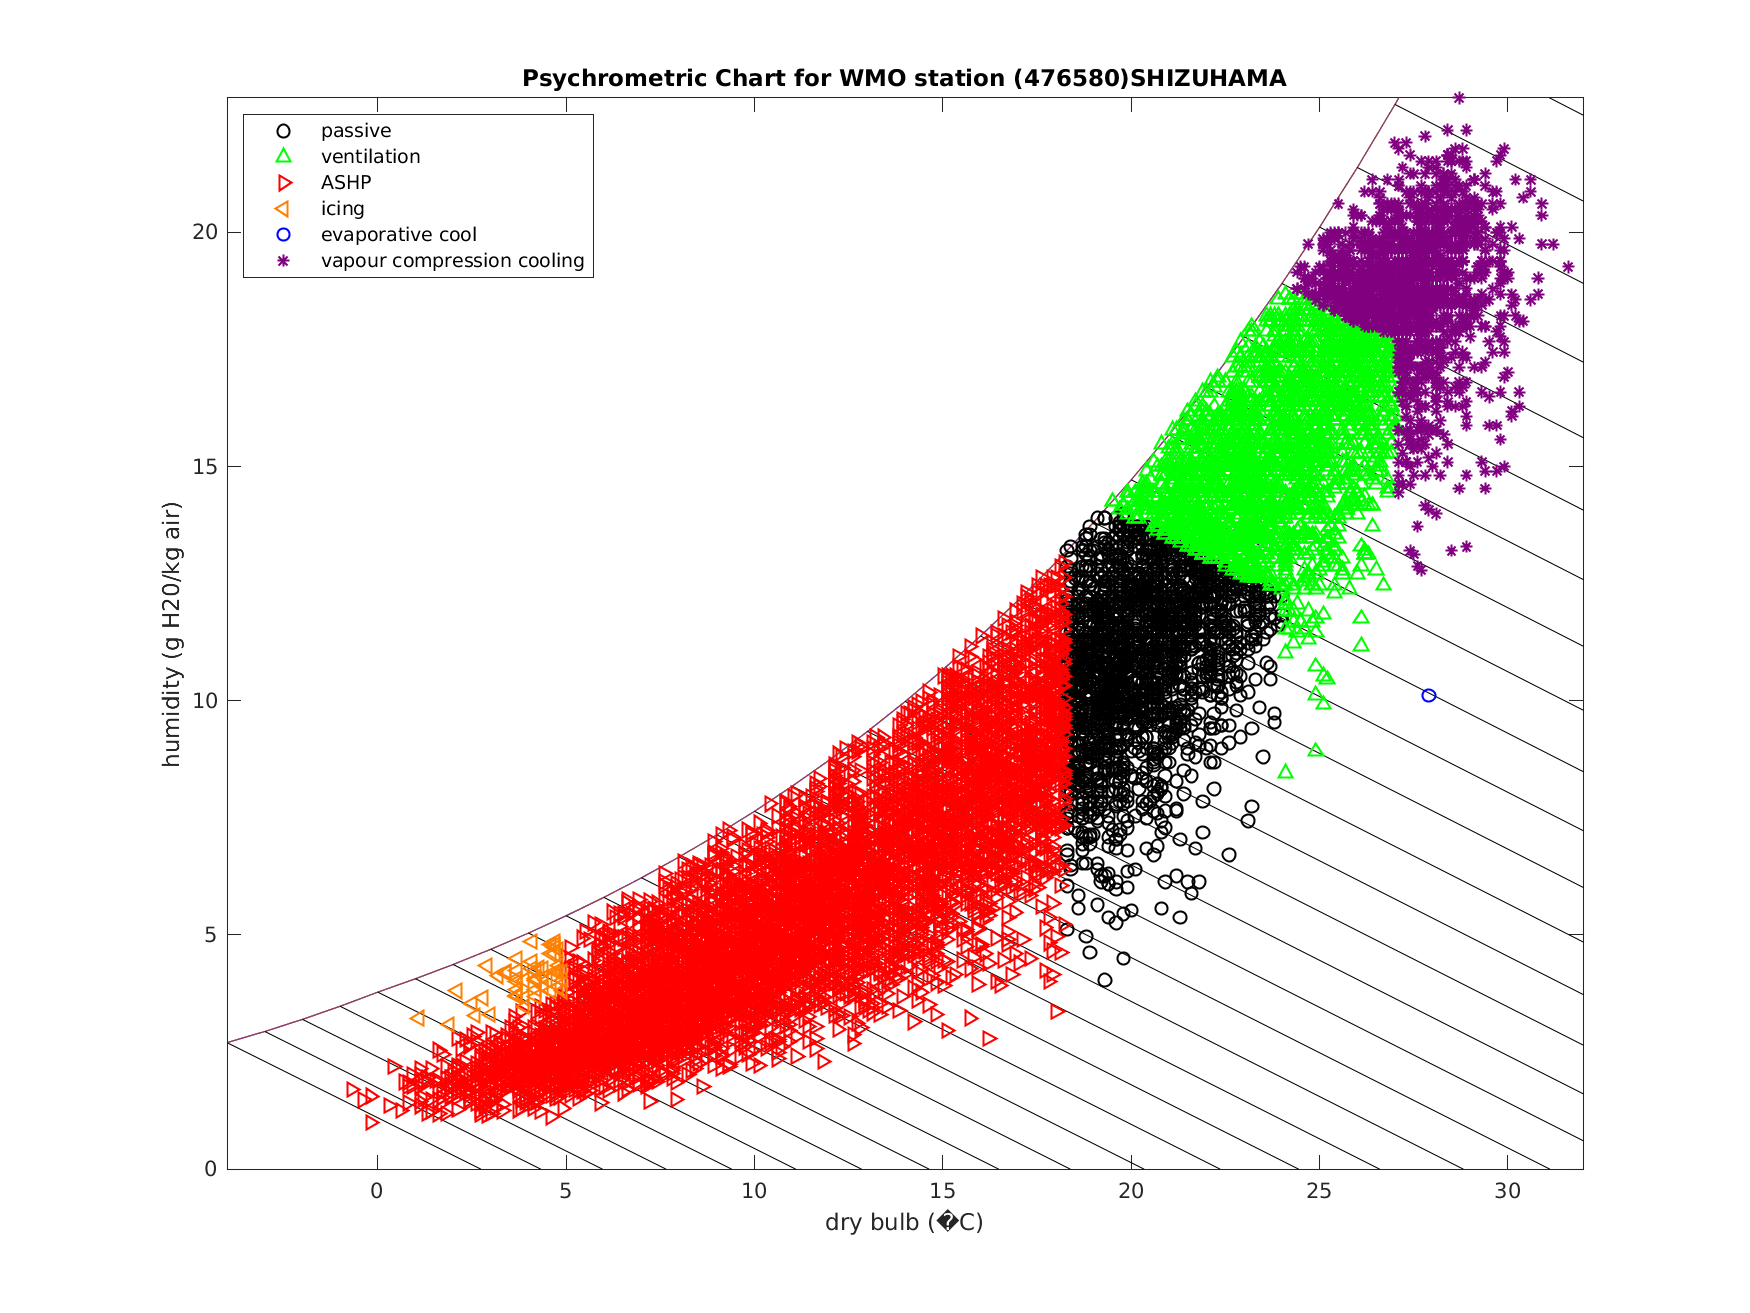 Psychrometric Chart for WMO station (476580)SHIZUHAMA
passive
ventilation
ASHP
icing
evaporative cool
vapour compression cooling
humidity (g H20/kg air)
20
15
10
5
0
0 5 10 15 20 25 30
dry bulb (�C)